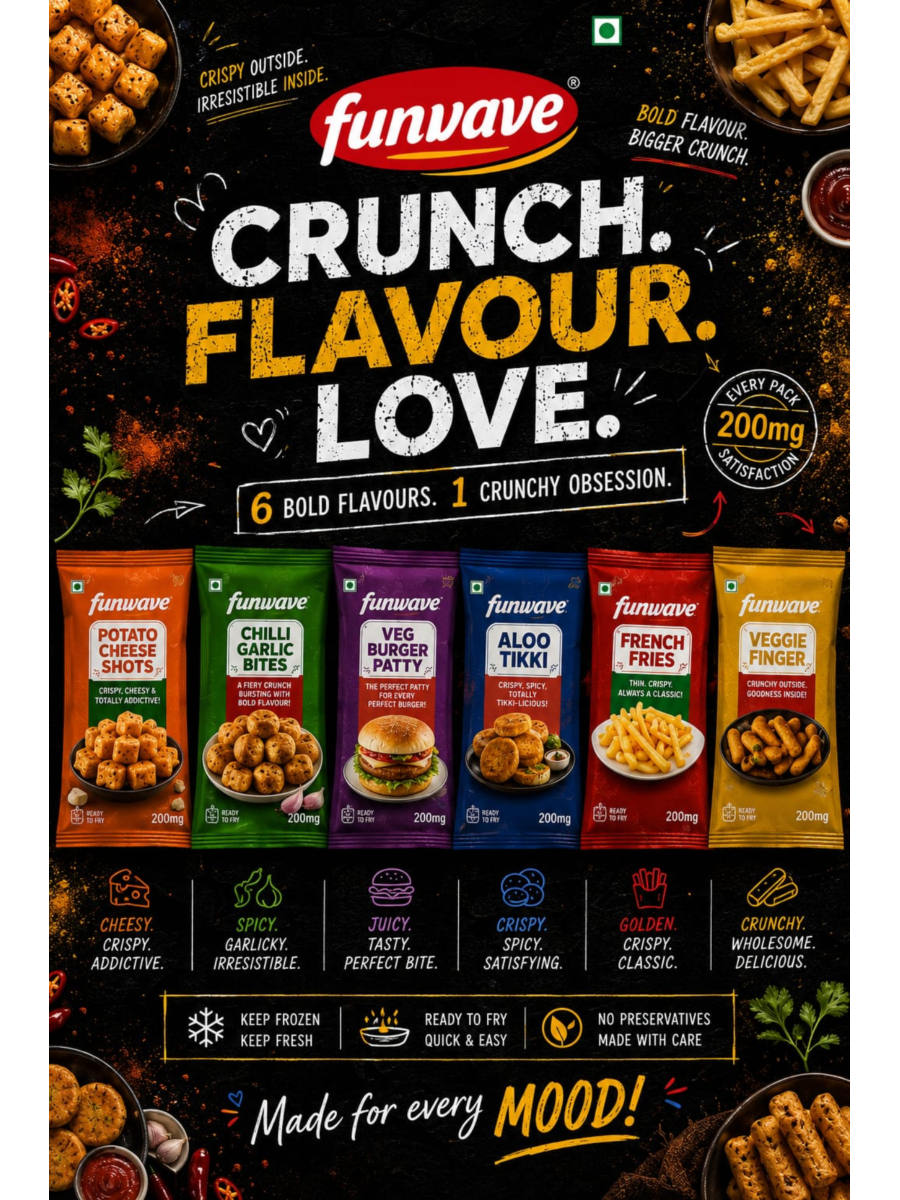 CRISPY OUTSIDE.
IRRESISTIBLE INSIDE.
funwave®
BOLD FLAVOUR.
BIGGER CRUNCH.
CRUNCH.
FLAVOUR.
LOVE.
EVERY PACK
200mg
SATISFACTION
6 BOLD FLAVOURS. 1 CRUNCHY OBSESSION.
funwave
POTATO
CHEESE
SHOTS
CRISPY, CHEESY &
TOTALLY ADDICTIVE!
READY
TO FRY
200mg
funwave
CHILLI
GARLIC
BITES
A FIERY CRUNCH
BURSTING WITH
BOLD FLAVOUR!
READY
TO FRY
200mg
funwave
VEG
BURGER
PATTY
THE PERFECT PATTY
FOR EVERY
PERFECT BURGER!
READY
TO FRY
200mg
funwave
ALOO
TIKKI
CRISPY, SPICY,
TOTALLY
TIKKI-LICIOUS!
READY
TO FRY
200mg
funwave
FRENCH
FRIES
THIN. CRISPY.
ALWAYS A CLASSIC!
READY
TO FRY
200mg
funwave
VEGGIE
FINGER
CRUNCHY OUTSIDE.
GOODNESS INSIDE!
READY
TO FRY
200mg
CHEESY.
CRISPY.
ADDICTIVE.
SPICY.
GARLICKY.
IRRESISTIBLE.
JUICY.
TASTY.
PERFECT BITE.
CRISPY.
SPICY.
SATISFYING.
GOLDEN.
CRISPY.
CLASSIC.
CRUNCHY.
WHOLESOME.
DELICIOUS.
KEEP FROZEN
KEEP FRESH
READY TO FRY
QUICK & EASY
NO PRESERVATIVES
MADE WITH CARE
Made for every MOOD!